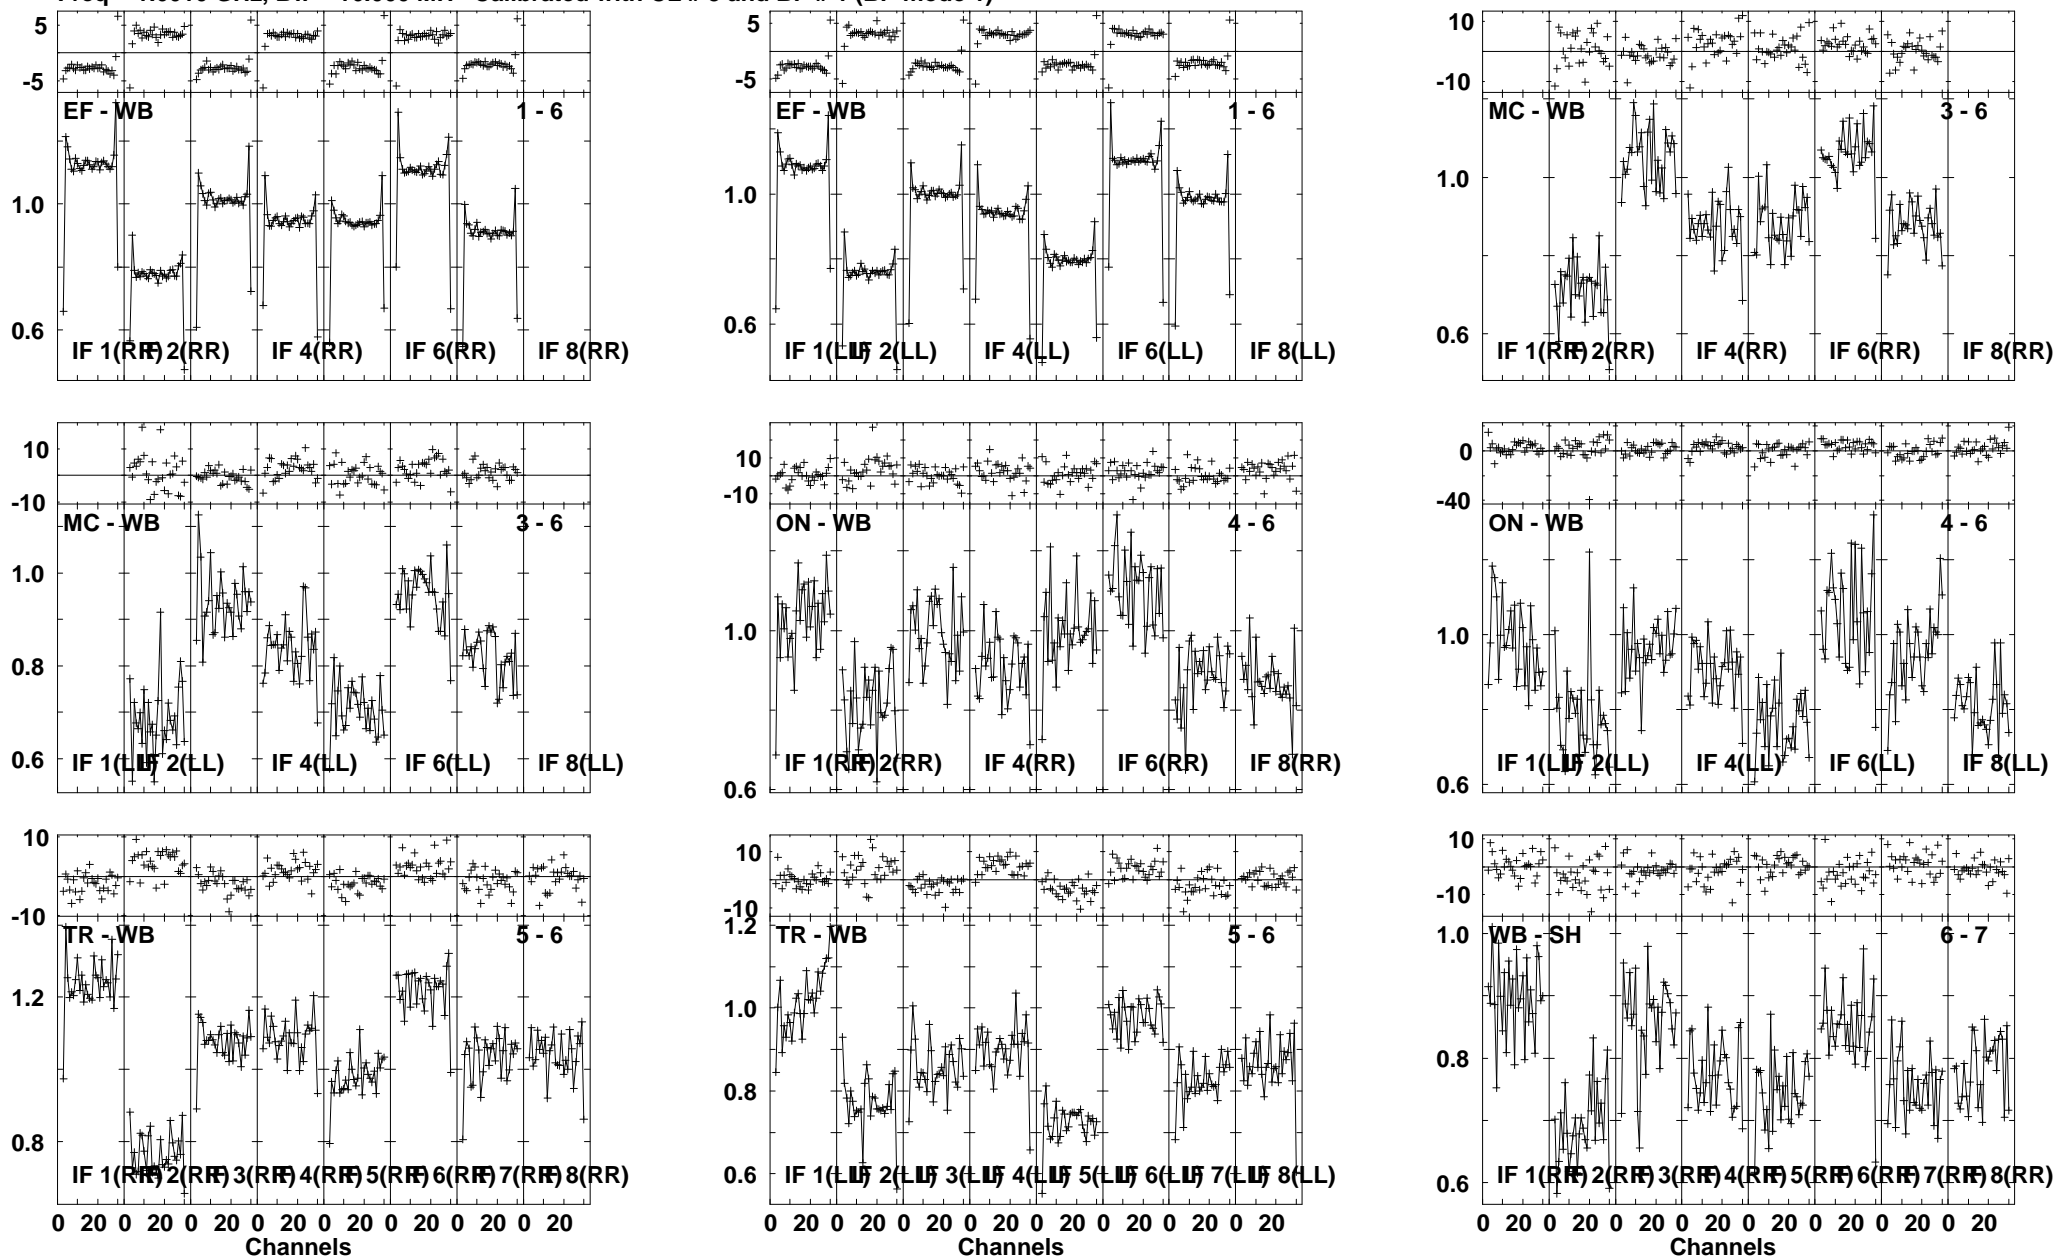 5 5 10
-5 -5 -10
EF - WB 1 - 6 EF - WB 1 - 6 MC - WB 3 - 6
1.0 1.0 1.0
0.6 0.6 0.6
IF 1(RR) IF 2(RR) IF 4(RR) IF 6(RR) IF 8(RR) IF 1(LL) IF 2(LL) IF 4(LL) IF 6(LL) IF 8(LL) IF 1(RR) IF 2(RR) IF 4(RR) IF 6(RR) IF 8(RR)
10 10 0
-10 -10 -40
MC - WB 3 - 6 ON - WB 4 - 6 ON - WB 4 - 6
1.0 1.0 1.0
0.8
0.6 0.6 0.6
IF 1(LL) IF 2(LL) IF 4(LL) IF 6(LL) IF 8(LL) IF 1(RR) IF 2(RR) IF 4(RR) IF 6(RR) IF 8(RR) IF 1(LL) IF 2(LL) IF 4(LL) IF 6(LL) IF 8(LL)
10 10 10
-10 -10 -10
TR - WB 5 - 6 TR - WB 5 - 6 WB - SH 6 - 7
1.2 1.2 1.0
0.8 1.0 0.8 0.6 0.8 0.6
IF 1(RR) IF 2(RR) IF 3(RR) IF 4(RR) IF 5(RR) IF 6(RR) IF 7(RR) IF 8(RR) IF 1(LL) IF 2(LL) IF 3(LL) IF 4(LL) IF 5(LL) IF 6(LL) IF 7(LL) IF 8(LL) IF 1(RR) IF 2(RR) IF 3(RR) IF 4(RR) IF 5(RR) IF 6(RR) IF 7(RR) IF 8(RR)
0 20 0 20 0 20 0 20 0 20 0 20 0 20 0 20 0 20 0 20 0 20 0 20 0 20 0 20 0 20 0 20 0 20 0 20 0 20 0 20 0 20 0 20 0 20 0 20
Channels Channels Channels